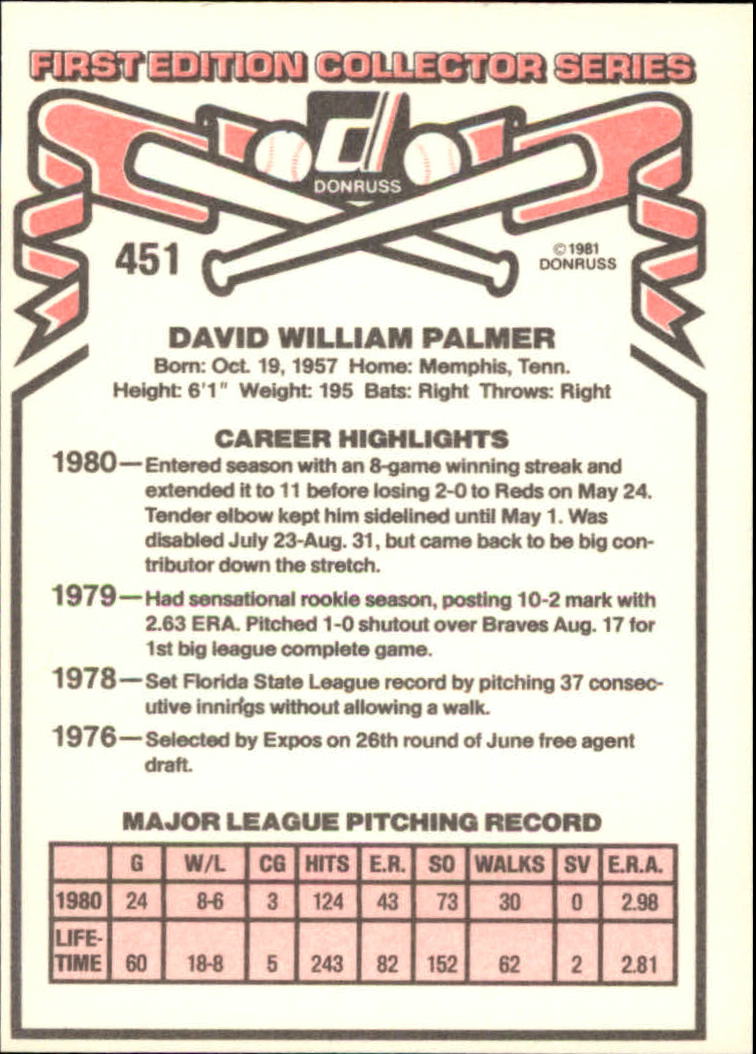 FIRST EDITION COLLECTOR SERIES
d
DONRUSS
451
© 1981
DONRUSS
DAVID WILLIAM PALMER
Born: Oct. 19, 1957 Home: Memphis, Tenn.
Height: 6'1" Weight: 195 Bats: Right Throws: Right
CAREER HIGHLIGHTS
1980—Entered season with an 8-game winning streak and
extended it to 11 before losing 2-0 to Reds on May 24.
Tender elbow kept him sidelined until May 1. Was
disabled July 23-Aug. 31, but came back to be big con-
tributor down the stretch.
1979—Had sensational rookie season, posting 10-2 mark with
2.63 ERA. Pitched 1-0 shutout over Braves Aug. 17 for
1st big league complete game.
1978—Set Florida State League record by pitching 37 consec-
utive innings without allowing a walk.
1976—Selected by Expos on 26th round of June free agent
draft.
MAJOR LEAGUE PITCHING RECORD
G W/L CG HITS E.R. SO WALKS SV E.R.A.
1980 24 8-6 3 124 43 73 30 0 2.98
LIFE-
TIME 60 18-8 5 243 82 152 62 2 2.81